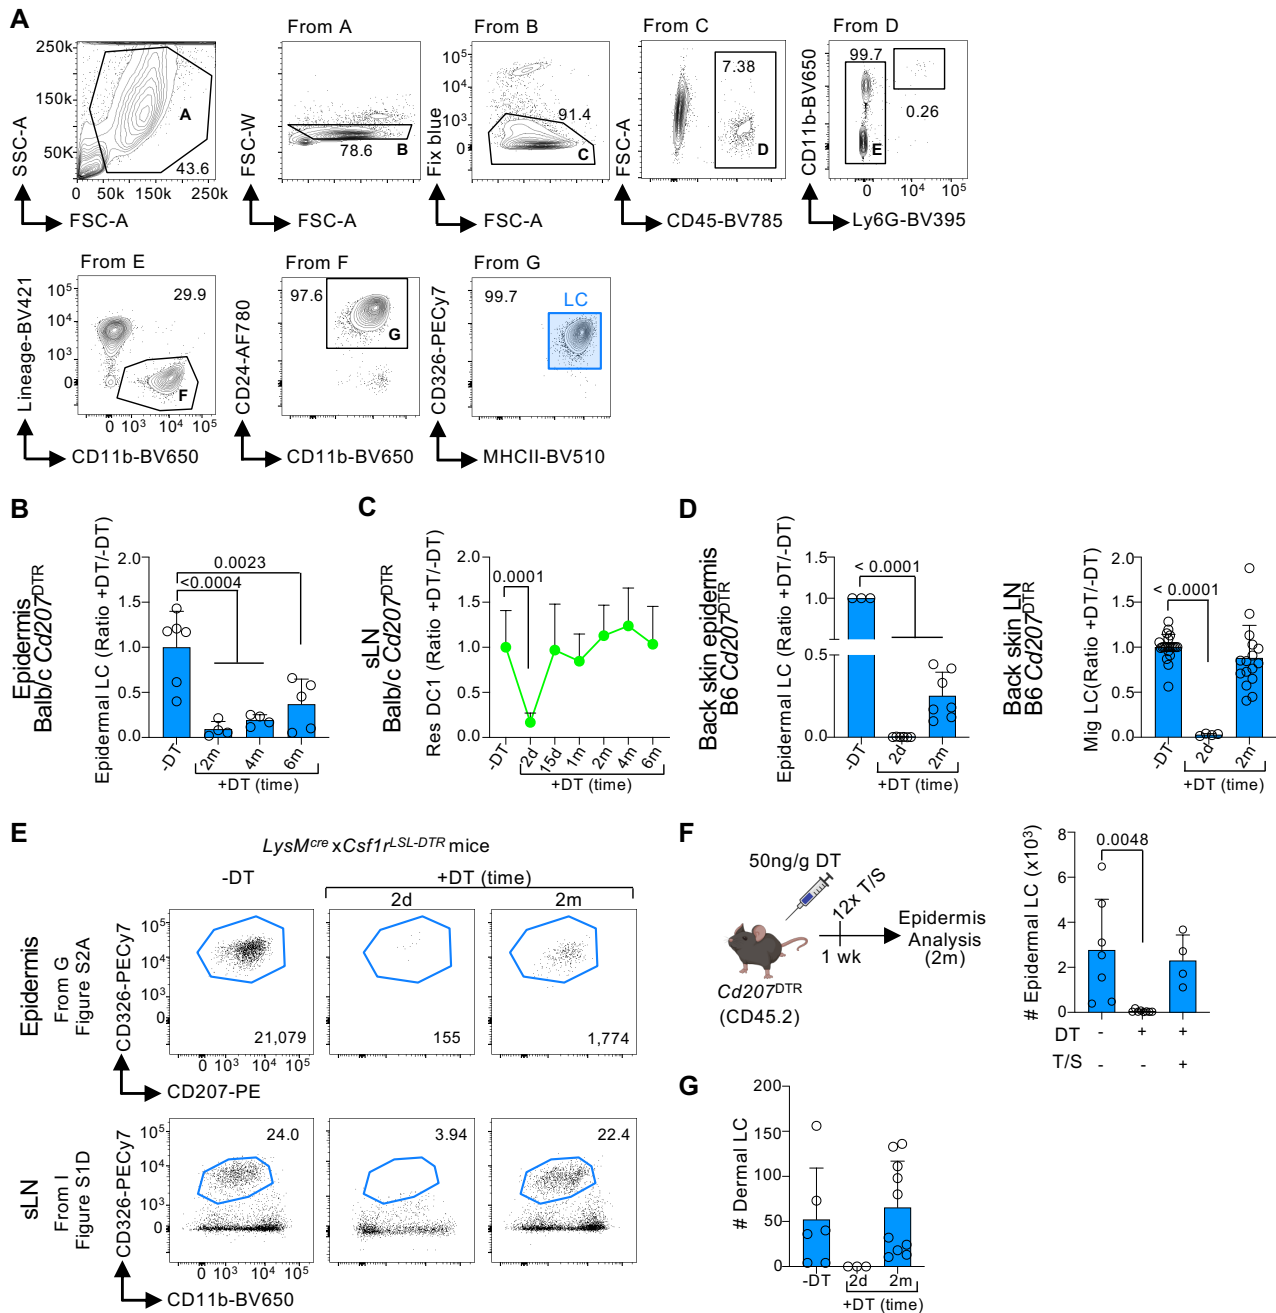 A
From A
From B
From C
From D
250k
150k
50K
SSC-A
A
43.6
0 50k 150k 250k
FSC-A
FSC-W
78.6
B
FSC-A
Fix blue
10⁵
10⁴
10³
0
91.4
C
FSC-A
FSC-A
7.38
D
CD45-BV785
CD11b-BV650
99.7
0.26
E
0 10⁴ 10⁵
Ly6G-BV395
From E
From F
From G
Lineage-BV421
10⁵
10⁴
10³
0
29.9
F
0 10³ 10⁴ 10⁵
CD11b-BV650
CD24-AF780
97.6
G
CD11b-BV650
CD326-PECy7
99.7
LC
MHCII-BV510
B
Epidermis
Balb/c Cd207DTR
Epidermal LC (Ratio +DT/-DT)
2.0
1.5
1.0
0.5
0.0
0.0023
<0.0004
-DT
2m
4m
6m
+DT (time)
C
sLN
Balb/c Cd207DTR
Res DC1 (Ratio +DT/-DT)
2.0
1.5
1.0
0.5
0.0
0.0001
-DT
2d
15d
1m
2m
4m
6m
+DT (time)
D
Back skin epidermis
B6 Cd207DTR
Epidermal LC (Ratio +DT/-DT)
1.5
1.0
0.5
0.0
< 0.0001
-DT
2d
2m
+DT (time)
Back skin LN
B6 Cd207DTR
Mig LC(Ratio +DT/-DT)
2.0
1.5
1.0
0.5
0.0
< 0.0001
-DT
2d
2m
+DT (time)
E
LysMcre xCsf1rLSL-DTR mice
-DT
+DT (time)
2d
2m
Epidermis
From G
Figure S2A
CD326-PECy7
10⁵
10⁴
10³
0
21,079
155
1,774
0 10³ 10⁵
CD207-PE
sLN
From I
Figure S1D
CD326-PECy7
10⁵
10⁴
10³
0
24.0
3.94
22.4
0 10³ 10⁴ 10⁵
CD11b-BV650
F
50ng/g DT
12x T/S
1 wk
Epidermis
Analysis
(2m)
Cd207DTR
(CD45.2)
# Epidermal LC (x10³)
8
6
4
2
0
0.0048
DT - + +
T/S - - +
G
# Dermal LC
200
150
100
50
0
-DT
2d
2m
+DT (time)